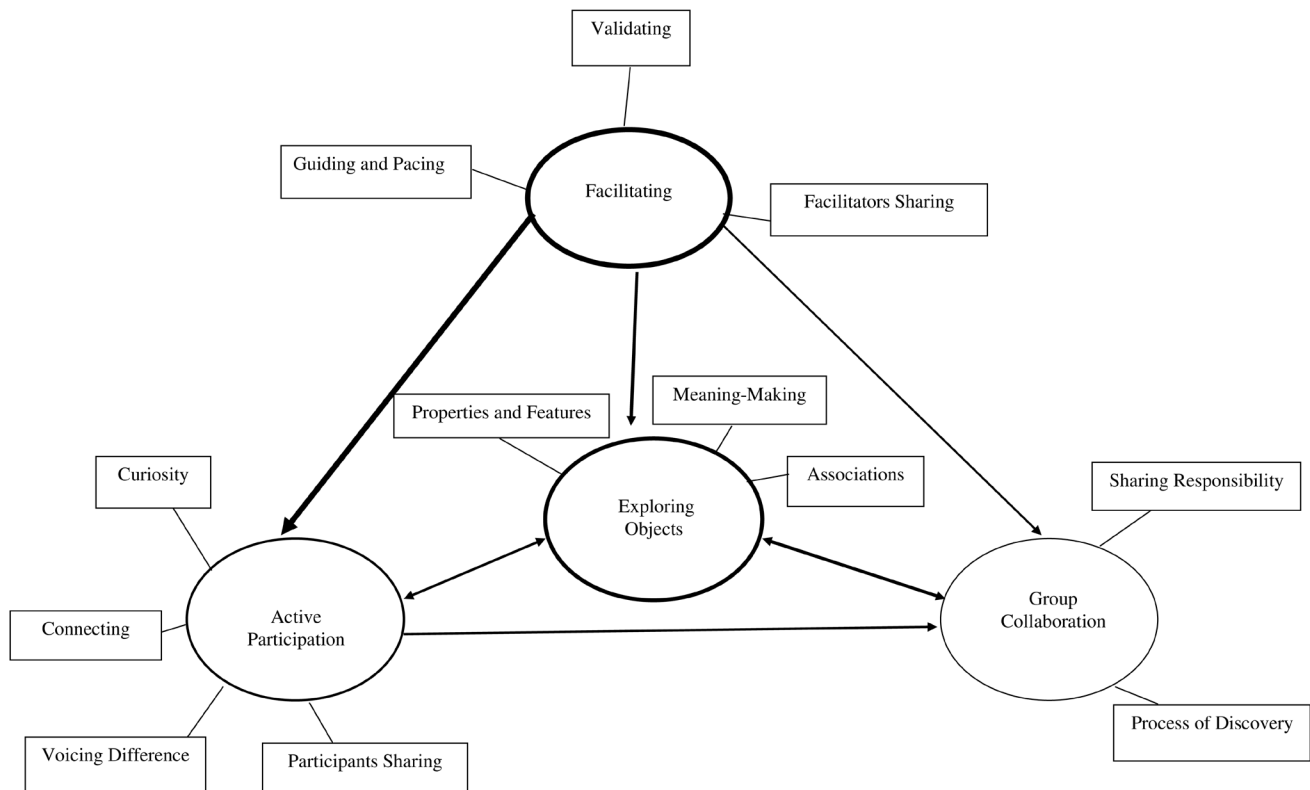 Validating
Guiding and Pacing
Facilitating
Facilitators Sharing
Meaning-Making
Properties and Features
Curiosity
Associations
Sharing Responsibility
Exploring
Objects
Connecting
Active
Participation
Group
Collaboration
Voicing Difference
Participants Sharing
Process of Discovery